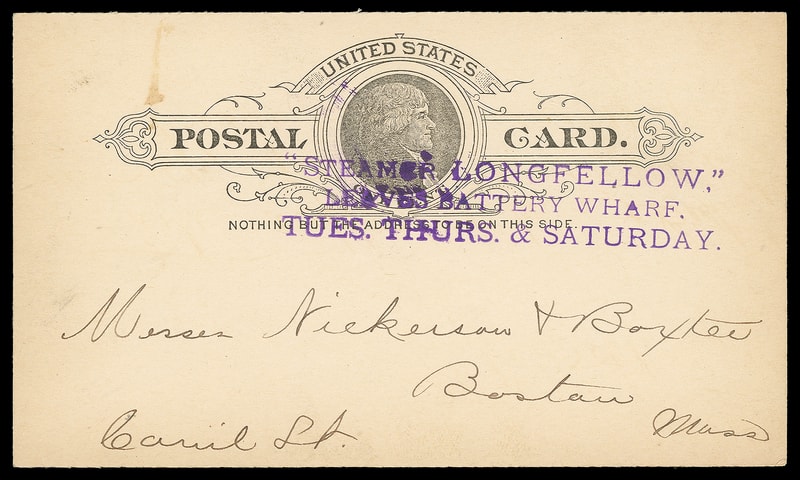 UNITED STATES
POSTAL CARD.
"STEAMER LONGFELLOW,"
LEAVES BATTERY WHARF,
NOTHING BUT THE ADDRESS TO BE ON THIS SIDE.
TUES. THURS. & SATURDAY.
Messrs Nickerson & Baxter
Boston
Canal St. Mass